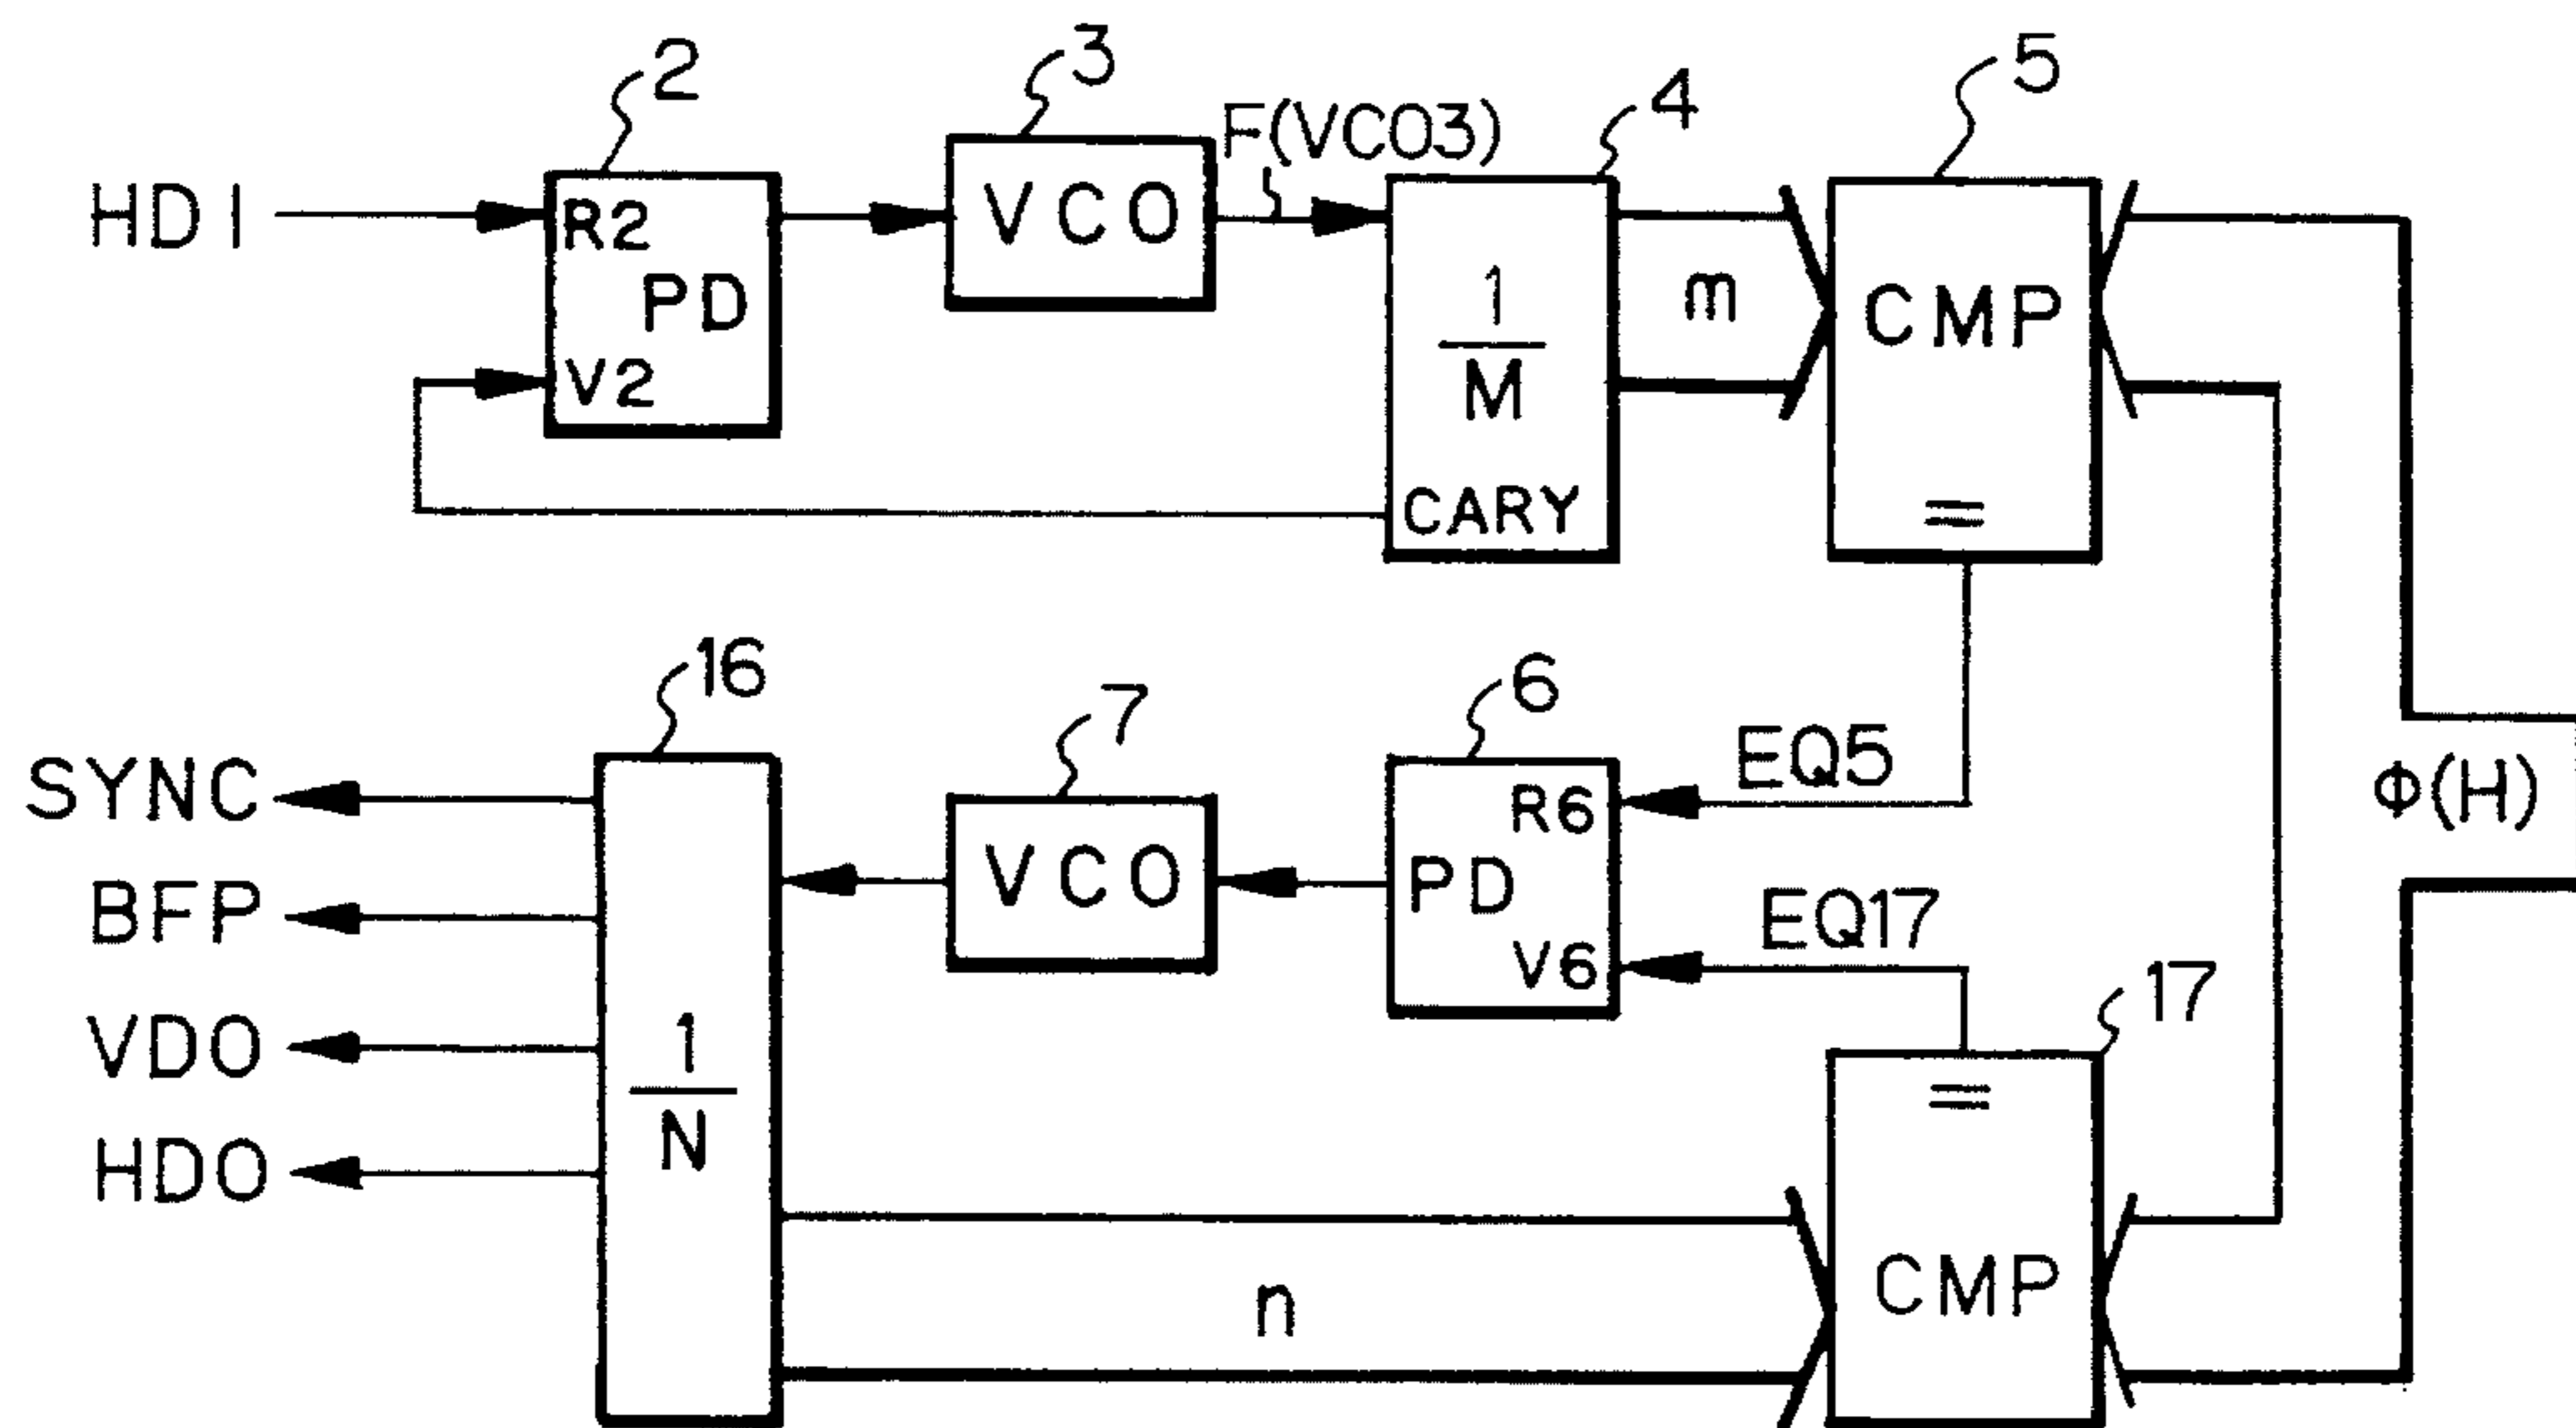 2
3
F(VCO3)
4
5
HDI
R2
PD
V2
VCO
1
M
CARY
m
CMP
=
16
7
6
EQ5
Φ(H)
SYNC
BFP
VDO
HDO
1
N
VCO
R6
PD
V6
EQ17
17
=
CMP
n